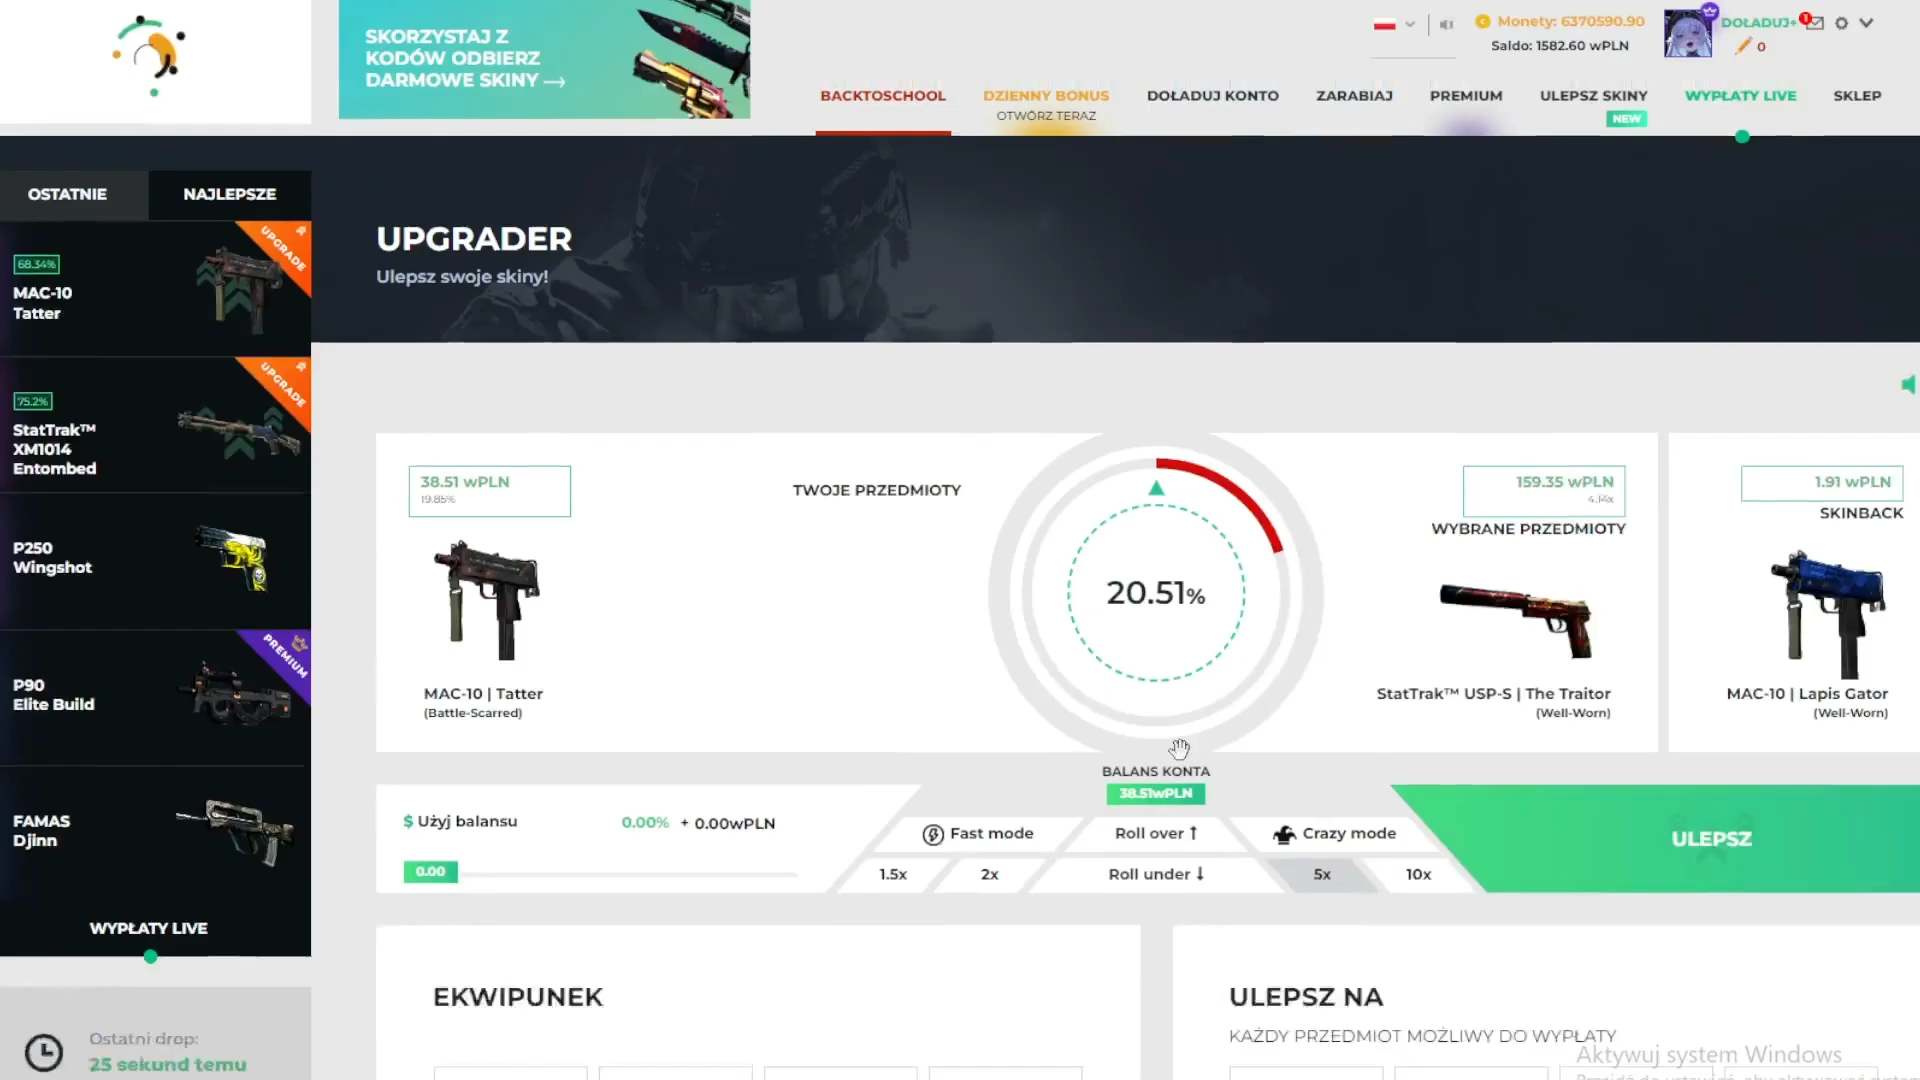 SKORZYSTAJ Z
KODÓW ODBIERZ
DARMOWE SKINY →
Monety: 6370590.90
Saldo: 1582.60 wPLN
DOŁADUJ+
1
0
BACKTOSCHOOL
DZIENNY BONUS
OTWÓRZ TERAZ
DOŁADUJ KONTO
ZARABIAJ
PREMIUM
ULEPSZ SKINY
NEW
WYPŁATY LIVE
SKLEP
OSTATNIE
NAJLEPSZE
UPGRADE
68.34%
MAC-10
Tatter
UPGRADE
75.2%
StatTrak™
XM1014
Entombed
P250
Wingshot
PREMIUM
P90
Elite Build
FAMAS
Djinn
WYPŁATY LIVE
Ostatni drop:
25 sekund temu
UPGRADER
Ulepsz swoje skiny!
38.51 wPLN
19.85%
TWOJE PRZEDMIOTY
MAC-10 | Tatter
(Battle-Scarred)
20.51%
159.35 wPLN
4.14x
WYBRANE PRZEDMIOTY
StatTrak™ USP-S | The Traitor
(Well-Worn)
1.91 wPLN
SKINBACK
MAC-10 | Lapis Gator
(Well-Worn)
BALANS KONTA
38.51wPLN
$ Użyj balansu
0.00% + 0.00wPLN
0.00
Fast mode
Roll over ↑
Crazy mode
1.5x
2x
Roll under ↓
5x
10x
ULEPSZ
EKWIPUNEK
ULEPSZ NA
KAŻDY PRZEDMIOT MOŻLIWY DO WYPŁATY
Aktywuj system Windows